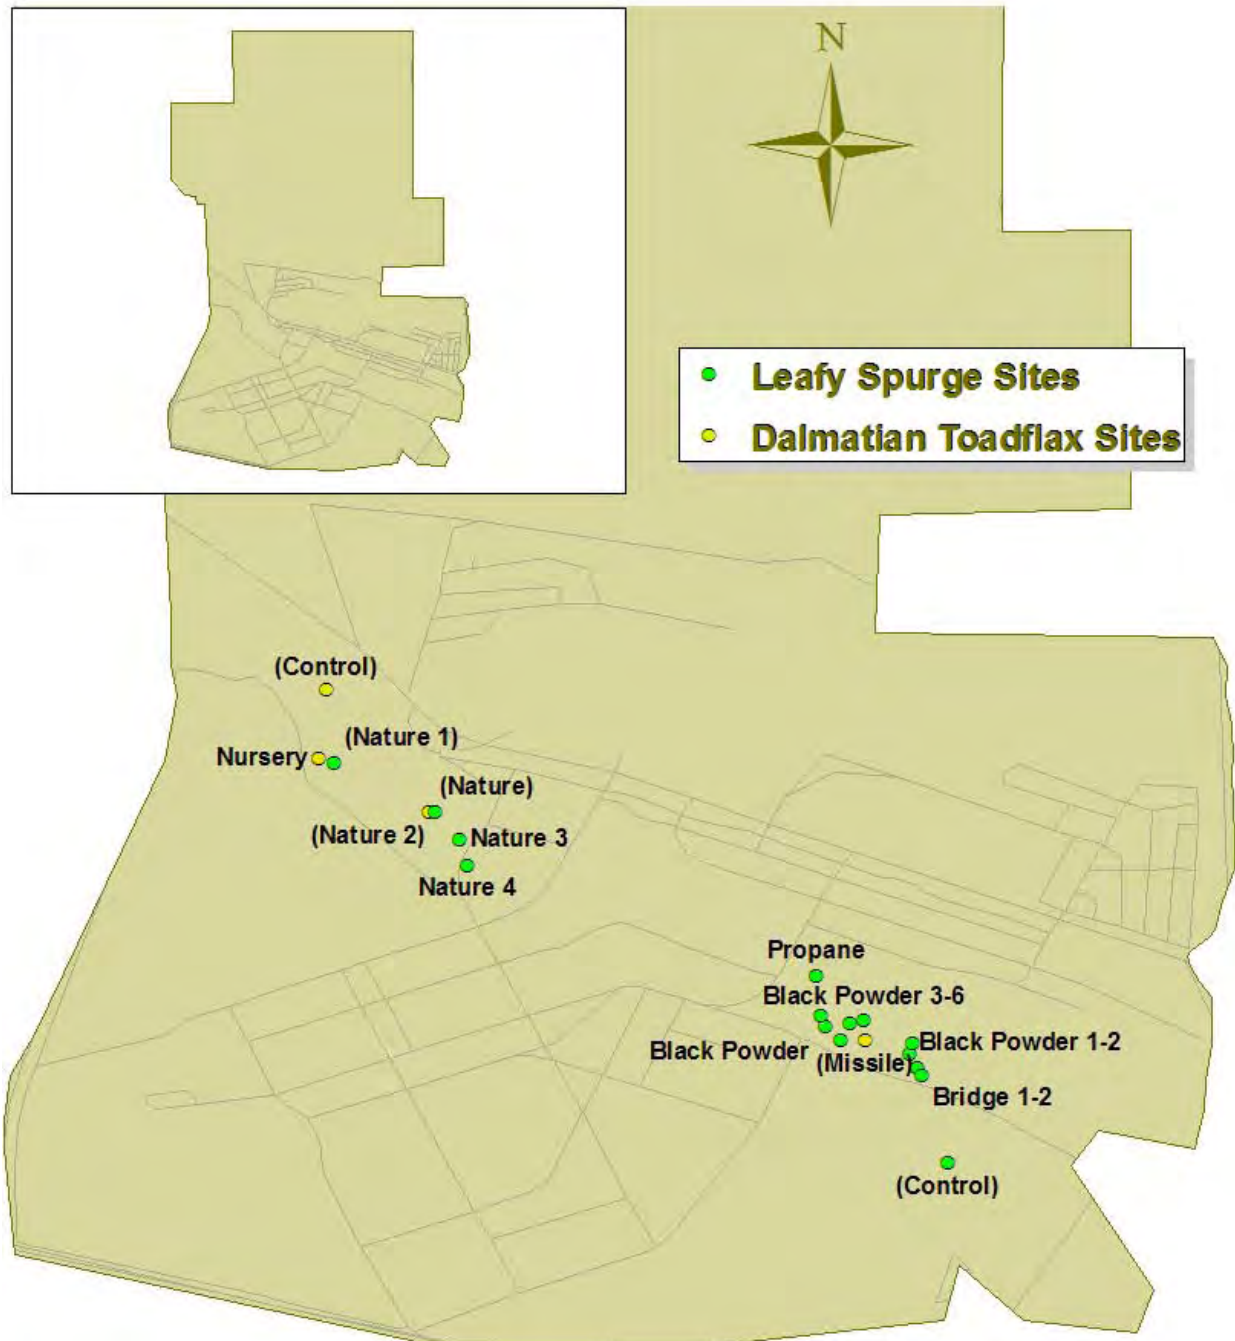 N
Leafy Spurge Sites
Dalmatian Toadflax Sites
(Control)
(Nature 1)
Nursery
(Nature)
(Nature 2)
Nature 3
Nature 4
Propane
Black Powder 3-6
Black Powder 1-2
Black Powder
(Missile)
Bridge 1-2
(Control)